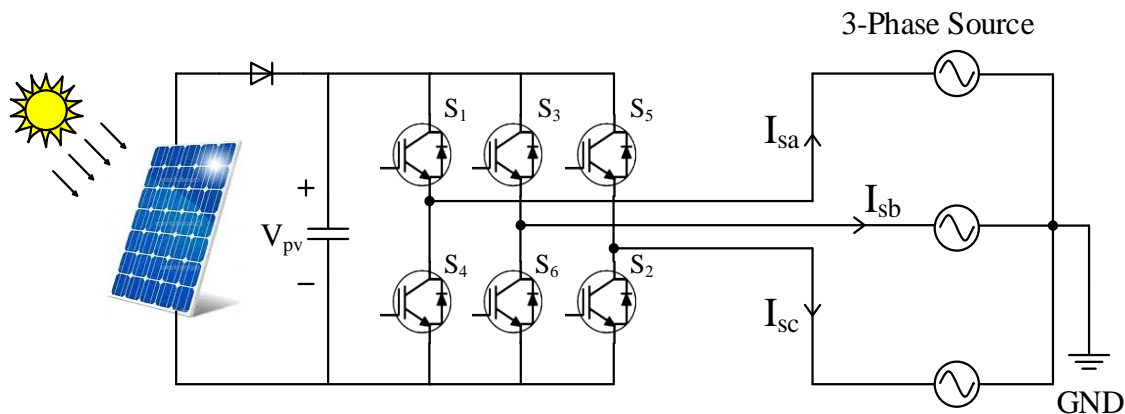 3-Phase Source
S1
S3
S5
Isa
+
Vpv
−
Isb
S4
S6
S2
Isc
GND